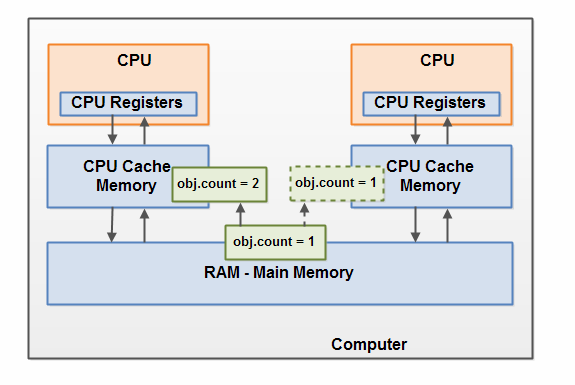 CPU
CPU
CPU Registers
CPU Registers
CPU Cache
Memory
CPU Cache
Memory
obj.count = 2
obj.count = 1
obj.count = 1
RAM - Main Memory
Computer